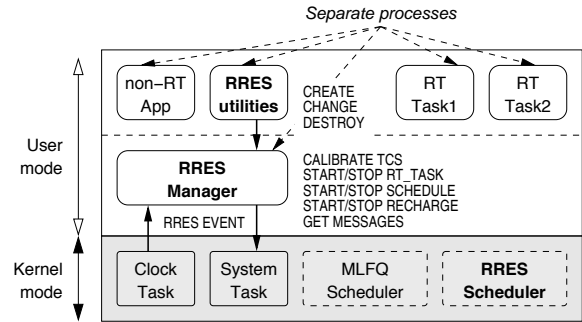 Separate processes
non−RT
App
RRES
utilities
RT
Task1
RT
Task2
CREATE
CHANGE
DESTROY
User
mode
RRES
Manager
CALIBRATE TCS
START/STOP RT_TASK
START/STOP SCHEDULE
START/STOP RECHARGE
GET MESSAGES
RRES EVENT
Kernel
mode
Clock
Task
System
Task
MLFQ
Scheduler
RRES
Scheduler